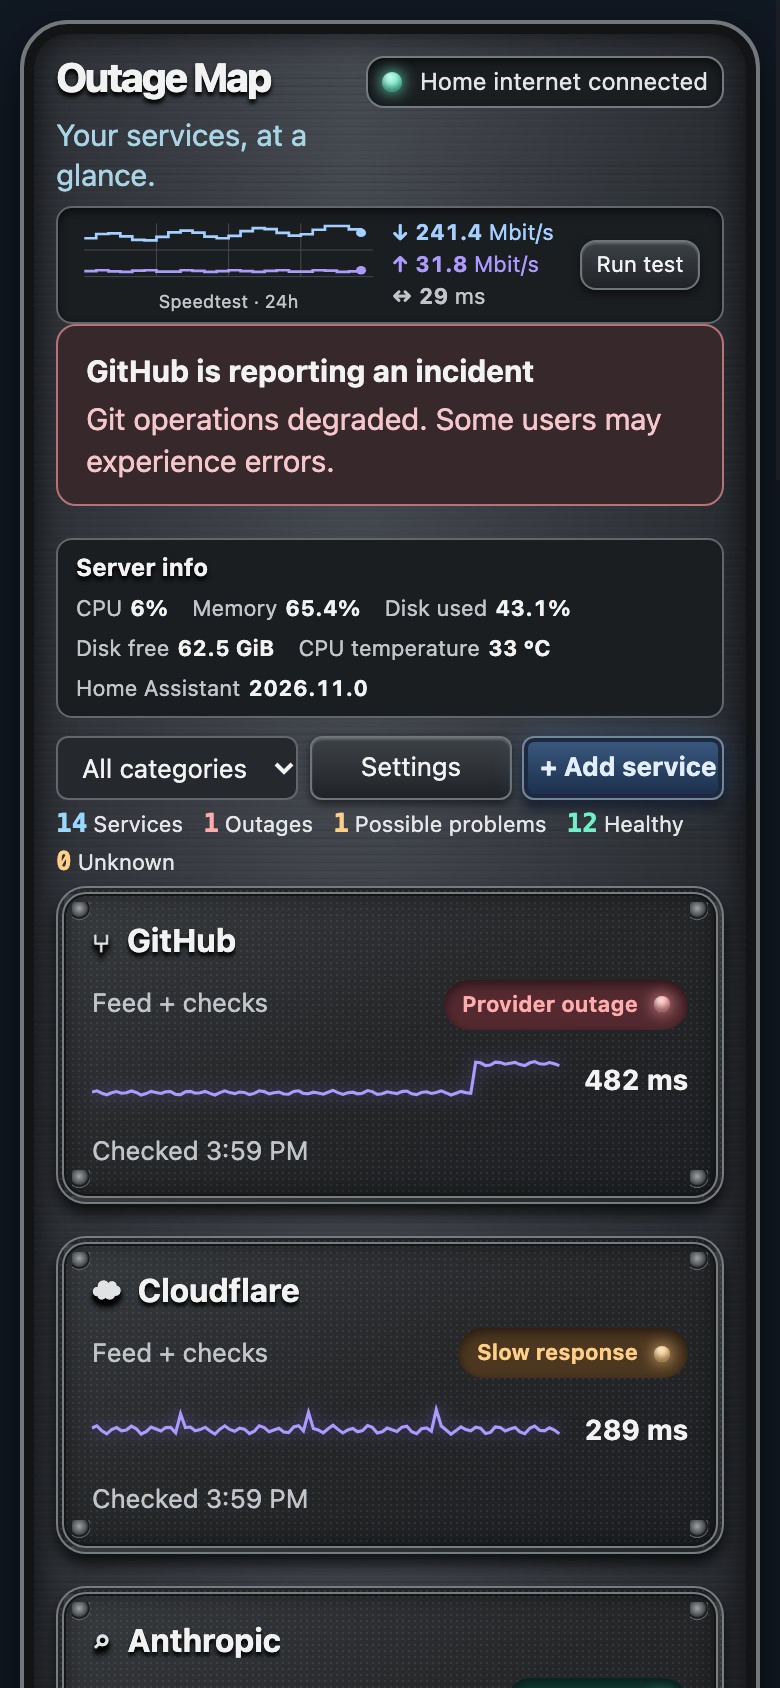 Outage Map
Home internet connected
Your services, at a
glance.
↓ 241.4 Mbit/s
↑ 31.8 Mbit/s
↔ 29 ms
Speedtest · 24h
Run test
GitHub is reporting an incident
Git operations degraded. Some users may
experience errors.
Server info
CPU 6% Memory 65.4% Disk used 43.1%
Disk free 62.5 GiB CPU temperature 33 °C
Home Assistant 2026.11.0
All categories
Settings
+ Add service
14 Services 1 Outages 1 Possible problems 12 Healthy
0 Unknown
GitHub
Feed + checks
Provider outage
482 ms
Checked 3:59 PM
Cloudflare
Feed + checks
Slow response
289 ms
Checked 3:59 PM
Anthropic